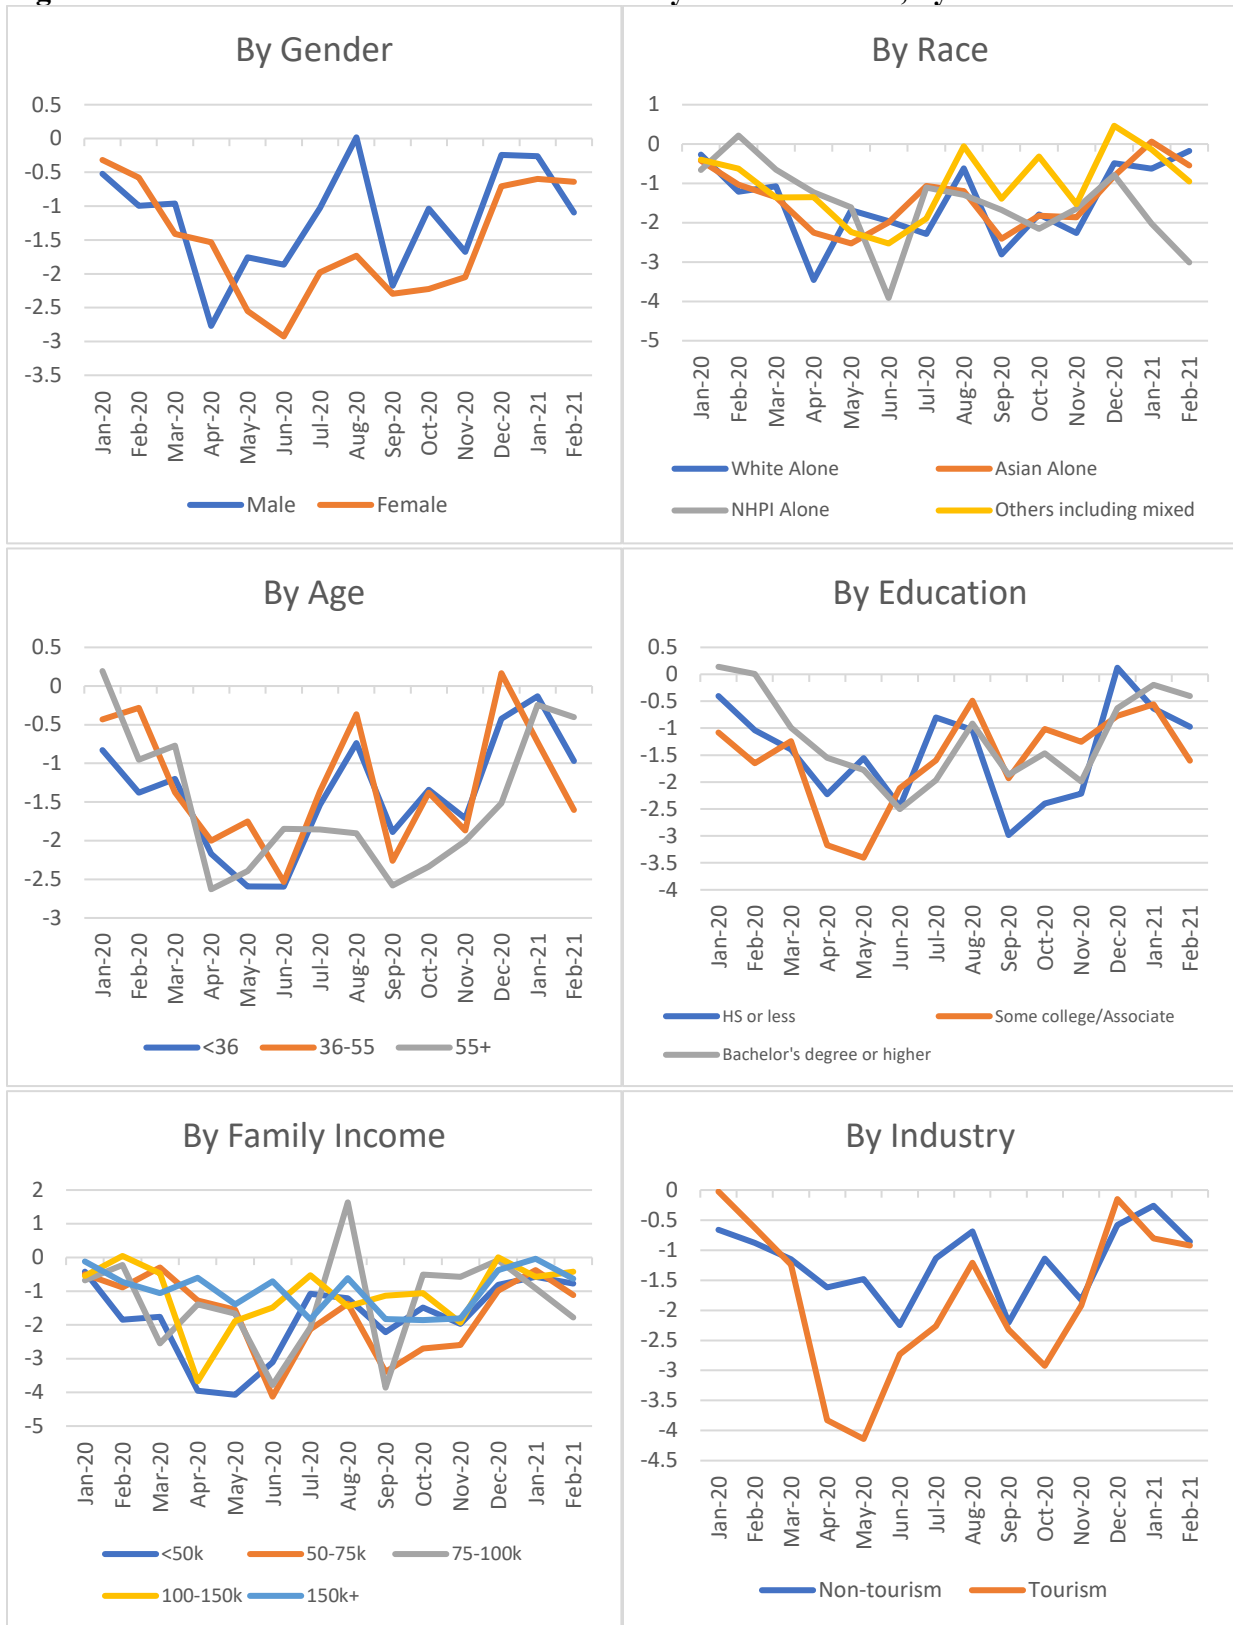 By Gender
0.5
0
-0.5
-1
-1.5
-2
-2.5
-3
-3.5
Jan-20
Feb-20
Mar-20
Apr-20
May-20
Jun-20
Jul-20
Aug-20
Sep-20
Oct-20
Nov-20
Dec-20
Jan-21
Feb-21
Male Female
By Race
1
0
-1
-2
-3
-4
-5
Jan-20
Feb-20
Mar-20
Apr-20
May-20
Jun-20
Jul-20
Aug-20
Sep-20
Oct-20
Nov-20
Dec-20
Jan-21
Feb-21
White Alone Asian Alone
NHPI Alone Others including mixed
By Age
0.5
0
-0.5
-1
-1.5
-2
-2.5
-3
Jan-20
Feb-20
Mar-20
Apr-20
May-20
Jun-20
Jul-20
Aug-20
Sep-20
Oct-20
Nov-20
Dec-20
Jan-21
Feb-21
<36 36-55 55+
By Education
0.5
0
-0.5
-1
-1.5
-2
-2.5
-3
-3.5
-4
Jan-20
Feb-20
Mar-20
Apr-20
May-20
Jun-20
Jul-20
Aug-20
Sep-20
Oct-20
Nov-20
Dec-20
Jan-21
Feb-21
HS or less Some college/Associate
Bachelor's degree or higher
By Family Income
2
1
0
-1
-2
-3
-4
-5
Jan-20
Feb-20
Mar-20
Apr-20
May-20
Jun-20
Jul-20
Aug-20
Sep-20
Oct-20
Nov-20
Dec-20
Jan-21
Feb-21
<50k 50-75k 75-100k
100-150k 150k+
By Industry
0
-0.5
-1
-1.5
-2
-2.5
-3
-3.5
-4
-4.5
Jan-20
Feb-20
Mar-20
Apr-20
May-20
Jun-20
Jul-20
Aug-20
Sep-20
Oct-20
Nov-20
Dec-20
Jan-21
Feb-21
Non-tourism Tourism